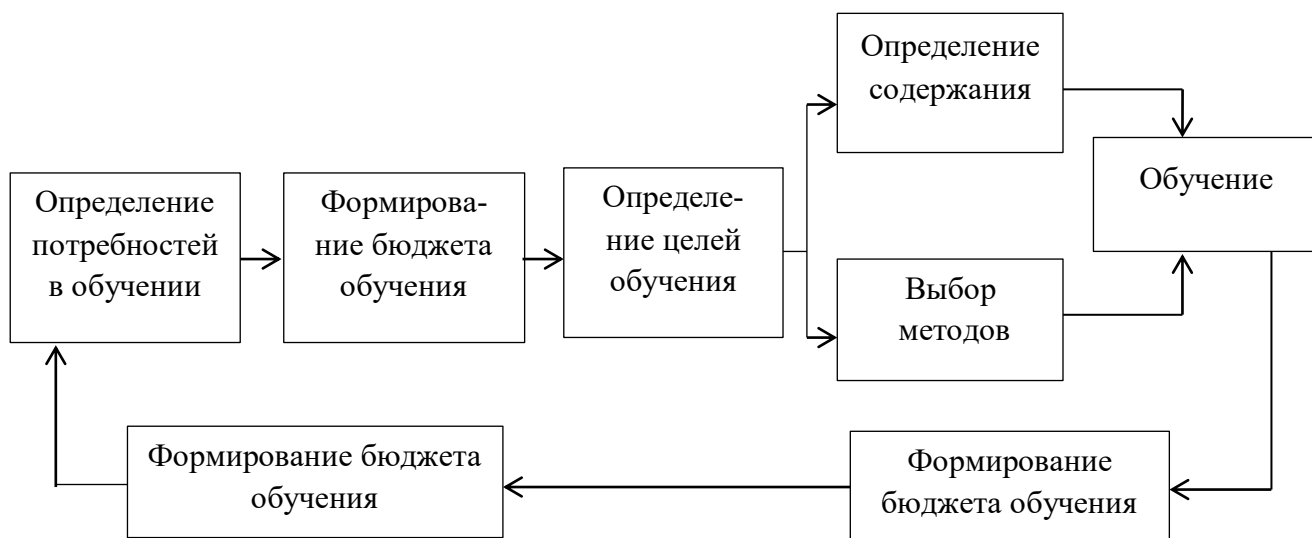 Определение
содержания
Обучение
Определение
потребностей
в обучении
Формирова-
ние бюджета
обучения
Определе-
ние целей
обучения
Выбор
методов
Формирование бюджета
обучения
Формирование
бюджета обучения